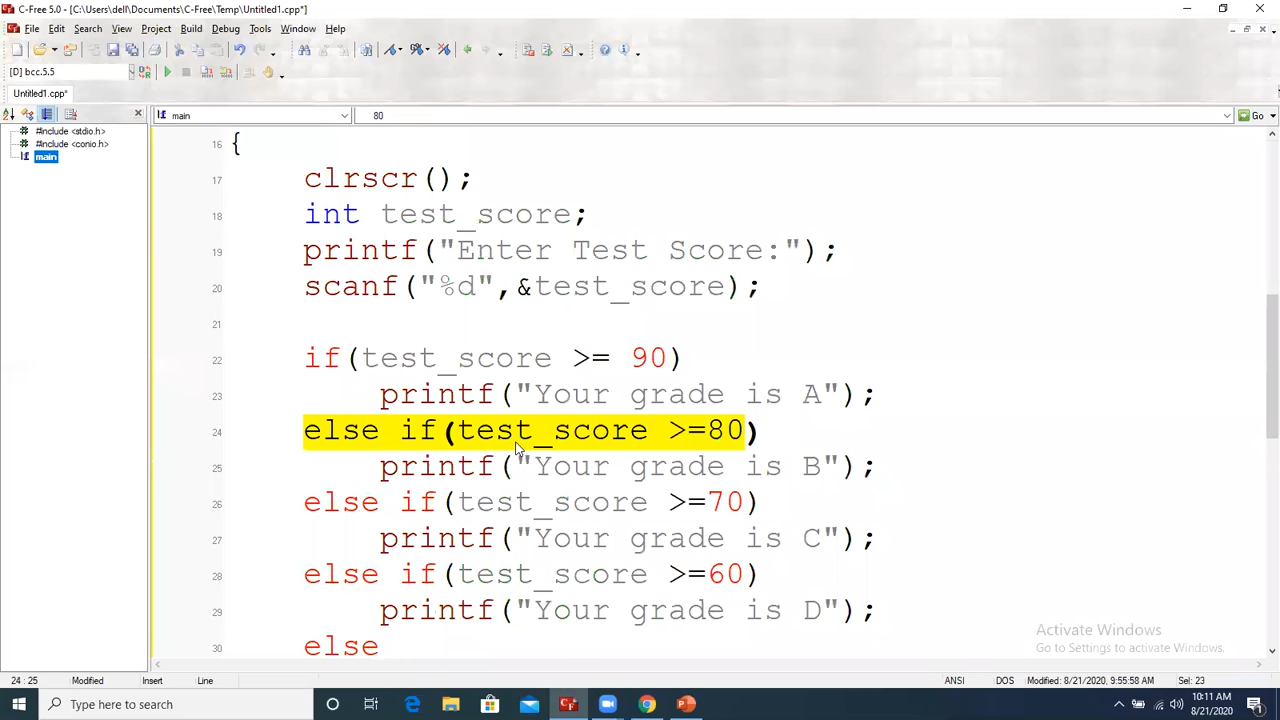 C-Free 5.0 - [C:\Users\dell\Documents\C-Free\Temp\Untitled1.cpp*]
File Edit Search View Project Build Debug Tools Window Help
[D] bcc.5.5
Untitled1.cpp*
main 80 Go
#include <stdio.h>
#include <conio.h>
main
16 {
17 clrscr();
18 int test_score;
19 printf("Enter Test Score:");
20 scanf("%d",&test_score);
21
22 if(test_score >= 90)
23 printf("Your grade is A");
24 else if(test_score >=80)
25 printf("Your grade is B");
26 else if(test_score >=70)
27 printf("Your grade is C");
28 else if(test_score >=60)
29 printf("Your grade is D");
30 else
Activate Windows
Go to Settings to activate Windows.
24 : 25 Modified Insert Line ANSI DOS Modified: 8/21/2020, 9:55:58 AM Sel: 23
Type here to search
10:11 AM
8/21/2020